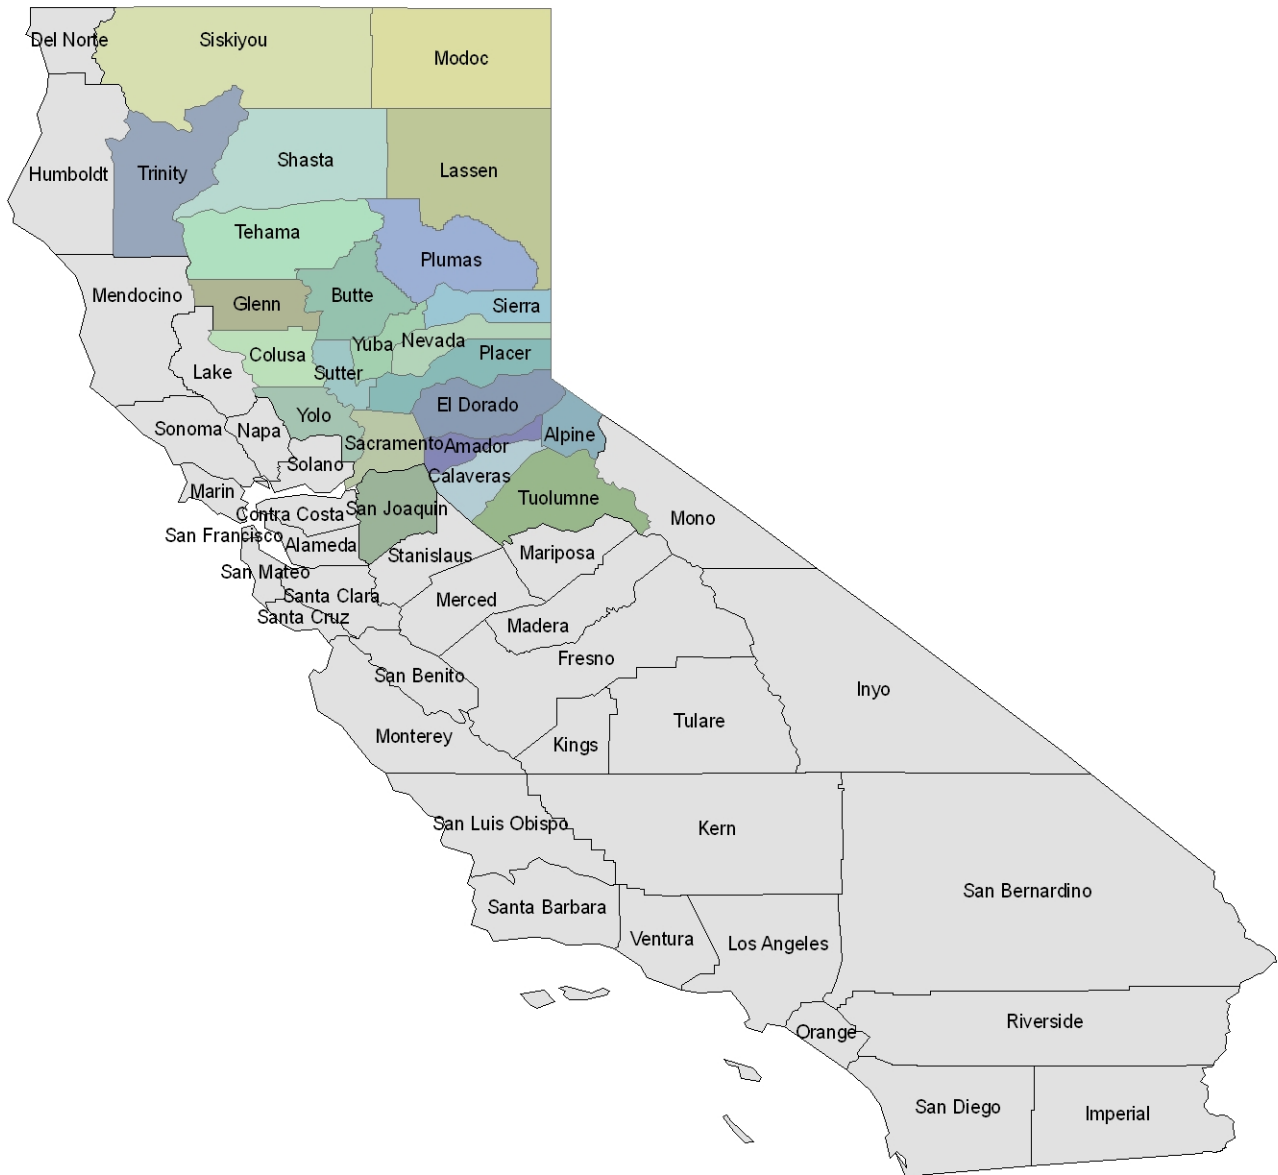 Del Norte
Siskiyou
Modoc
Humboldt
Trinity
Shasta
Lassen
Tehama
Plumas
Mendocino
Glenn
Butte
Sierra
Lake
Colusa
Sutter
Yuba
Nevada
Placer
Sonoma
Napa
Yolo
El Dorado
Solano
Sacramento
Amador
Alpine
Marin
Calaveras
Contra Costa
San Joaquin
Tuolumne
Mono
San Francisco
Alameda
Stanislaus
Mariposa
San Mateo
Santa Clara
Merced
Santa Cruz
Madera
Fresno
San Benito
Inyo
Monterey
Kings
Tulare
San Luis Obispo
Kern
San Bernardino
Santa Barbara
Ventura
Los Angeles
Orange
Riverside
San Diego
Imperial